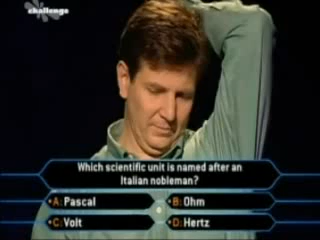 challenge
Which scientific unit is named after an
Italian nobleman?
A: Pascal
B: Ohm
C: Volt
D: Hertz